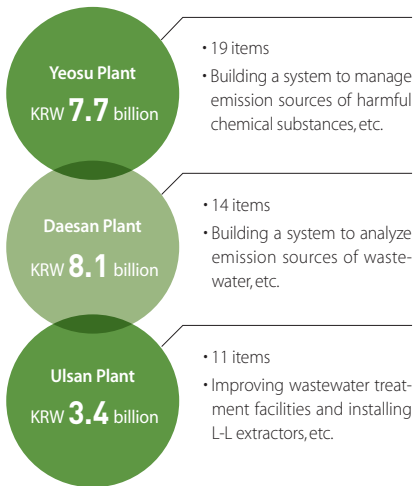 Yeosu Plant
KRW 7.7 billion
• 19 items
• Building a system to manage
emission sources of harmful
chemical substances, etc.
Daesan Plant
KRW 8.1 billion
• 14 items
• Building a system to analyze
emission sources of waste-
water, etc.
Ulsan Plant
KRW 3.4 billion
• 11 items
• Improving wastewater treat-
ment facilities and installing
L-L extractors, etc.